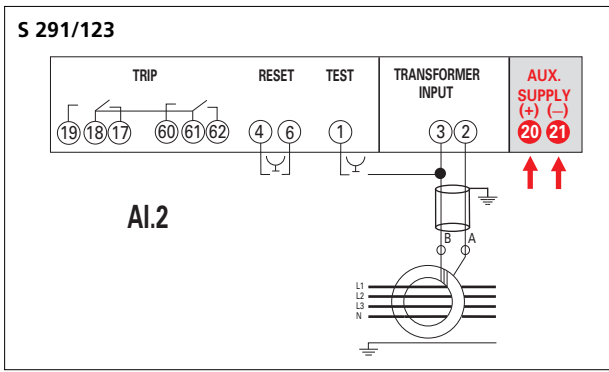 S 291/123
TRIP RESET TEST TRANSFORMER INPUT AUX. SUPPLY
(+) (–)
19 18 17 60 61 62 4 6 1 3 2 20 21
AI.2
B A
L1
L2
L3
N